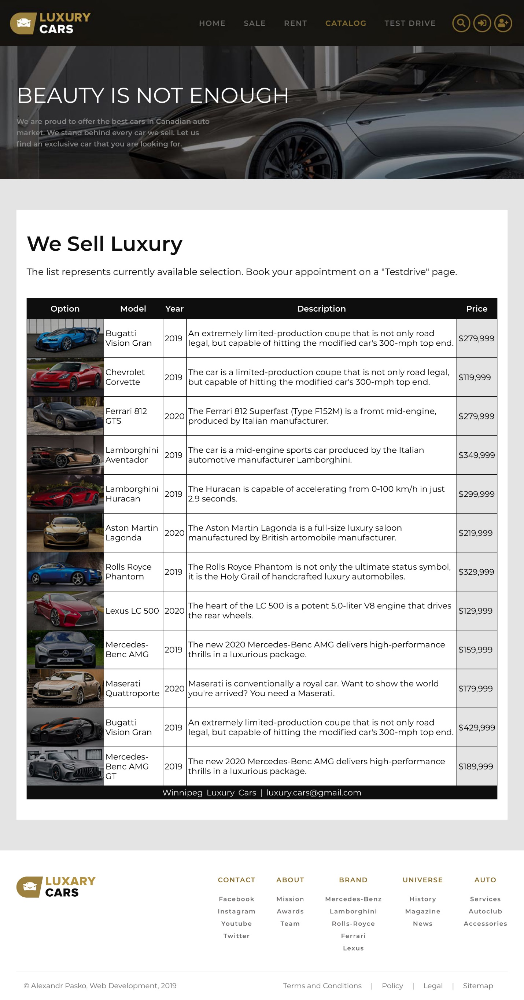 LUXURY
CARS
HOME SALE RENT CATALOG TEST DRIVE
BEAUTY IS NOT ENOUGH
We are proud to offer the best cars in Canadian auto
market. We stand behind every car we sell. Let us
find an exclusive car that you are looking for.
We Sell Luxury
The list represents currently available selection. Book your appointment on a "Testdrive" page.
Option Model Year Description Price
Bugatti
Vision Gran
2019
An extremely limited-production coupe that is not only road
legal, but capable of hitting the modified car's 300-mph top end.
$279,999
Chevrolet
Corvette
2019
The car is a limited-production coupe that is not only road legal,
but capable of hitting the modified car's 300-mph top end.
$119,999
Ferrari 812
GTS
2020
The Ferrari 812 Superfast (Type F152M) is a fromt mid-engine,
produced by Italian manufacturer.
$279,999
Lamborghini
Aventador
2019
The car is a mid-engine sports car produced by the Italian
automotive manufacturer Lamborghini.
$349,999
Lamborghini
Huracan
2019
The Huracan is capable of accelerating from 0-100 km/h in just
2.9 seconds.
$299,999
Aston Martin
Lagonda
2020
The Aston Martin Lagonda is a full-size luxury saloon
manufactured by British artomobile manufacturer.
$219,999
Rolls Royce
Phantom
2019
The Rolls Royce Phantom is not only the ultimate status symbol,
it is the Holy Grail of handcrafted luxury automobiles.
$329,999
Lexus LC 500
2020
The heart of the LC 500 is a potent 5.0-liter V8 engine that drives
the rear wheels.
$129,999
Mercedes-
Benc AMG
2019
The new 2020 Mercedes-Benc AMG delivers high-performance
thrills in a luxurious package.
$159,999
Maserati
Quattroporte
2020
Maserati is conventionally a royal car. Want to show the world
you're arrived? You need a Maserati.
$179,999
Bugatti
Vision Gran
2019
An extremely limited-production coupe that is not only road
legal, but capable of hitting the modified car's 300-mph top end.
$429,999
Mercedes-
Benc AMG
GT
2019
The new 2020 Mercedes-Benc AMG delivers high-performance
thrills in a luxurious package.
$189,999
Winnipeg Luxury Cars | luxury.cars@gmail.com
LUXARY
CARS
CONTACT
Facebook
Instagram
Youtube
Twitter
ABOUT
Mission
Awards
Team
BRAND
Mercedes-Benz
Lamborghini
Rolls-Royce
Ferrari
Lexus
UNIVERSE
History
Magazine
News
AUTO
Services
Autoclub
Accessories
© Alexandr Pasko, Web Development, 2019
Terms and Conditions | Policy | Legal | Sitemap